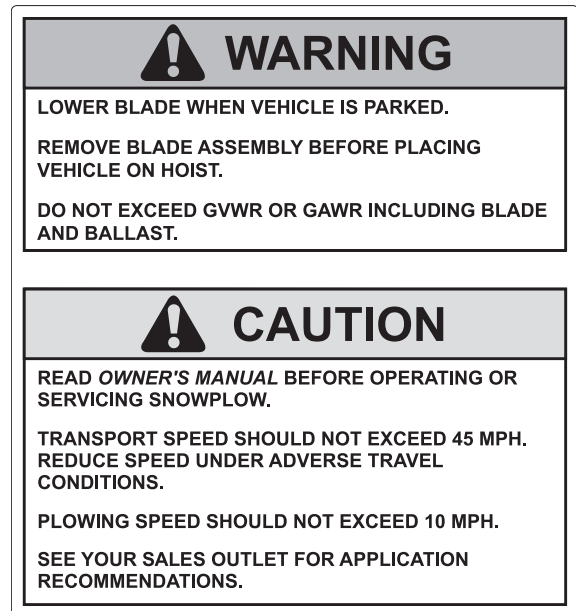 WARNING
LOWER BLADE WHEN VEHICLE IS PARKED.
REMOVE BLADE ASSEMBLY BEFORE PLACING
VEHICLE ON HOIST.
DO NOT EXCEED GVWR OR GAWR INCLUDING BLADE
AND BALLAST.
CAUTION
READ OWNER'S MANUAL BEFORE OPERATING OR
SERVICING SNOWPLOW.
TRANSPORT SPEED SHOULD NOT EXCEED 45 MPH.
REDUCE SPEED UNDER ADVERSE TRAVEL
CONDITIONS.
PLOWING SPEED SHOULD NOT EXCEED 10 MPH.
SEE YOUR SALES OUTLET FOR APPLICATION
RECOMMENDATIONS.